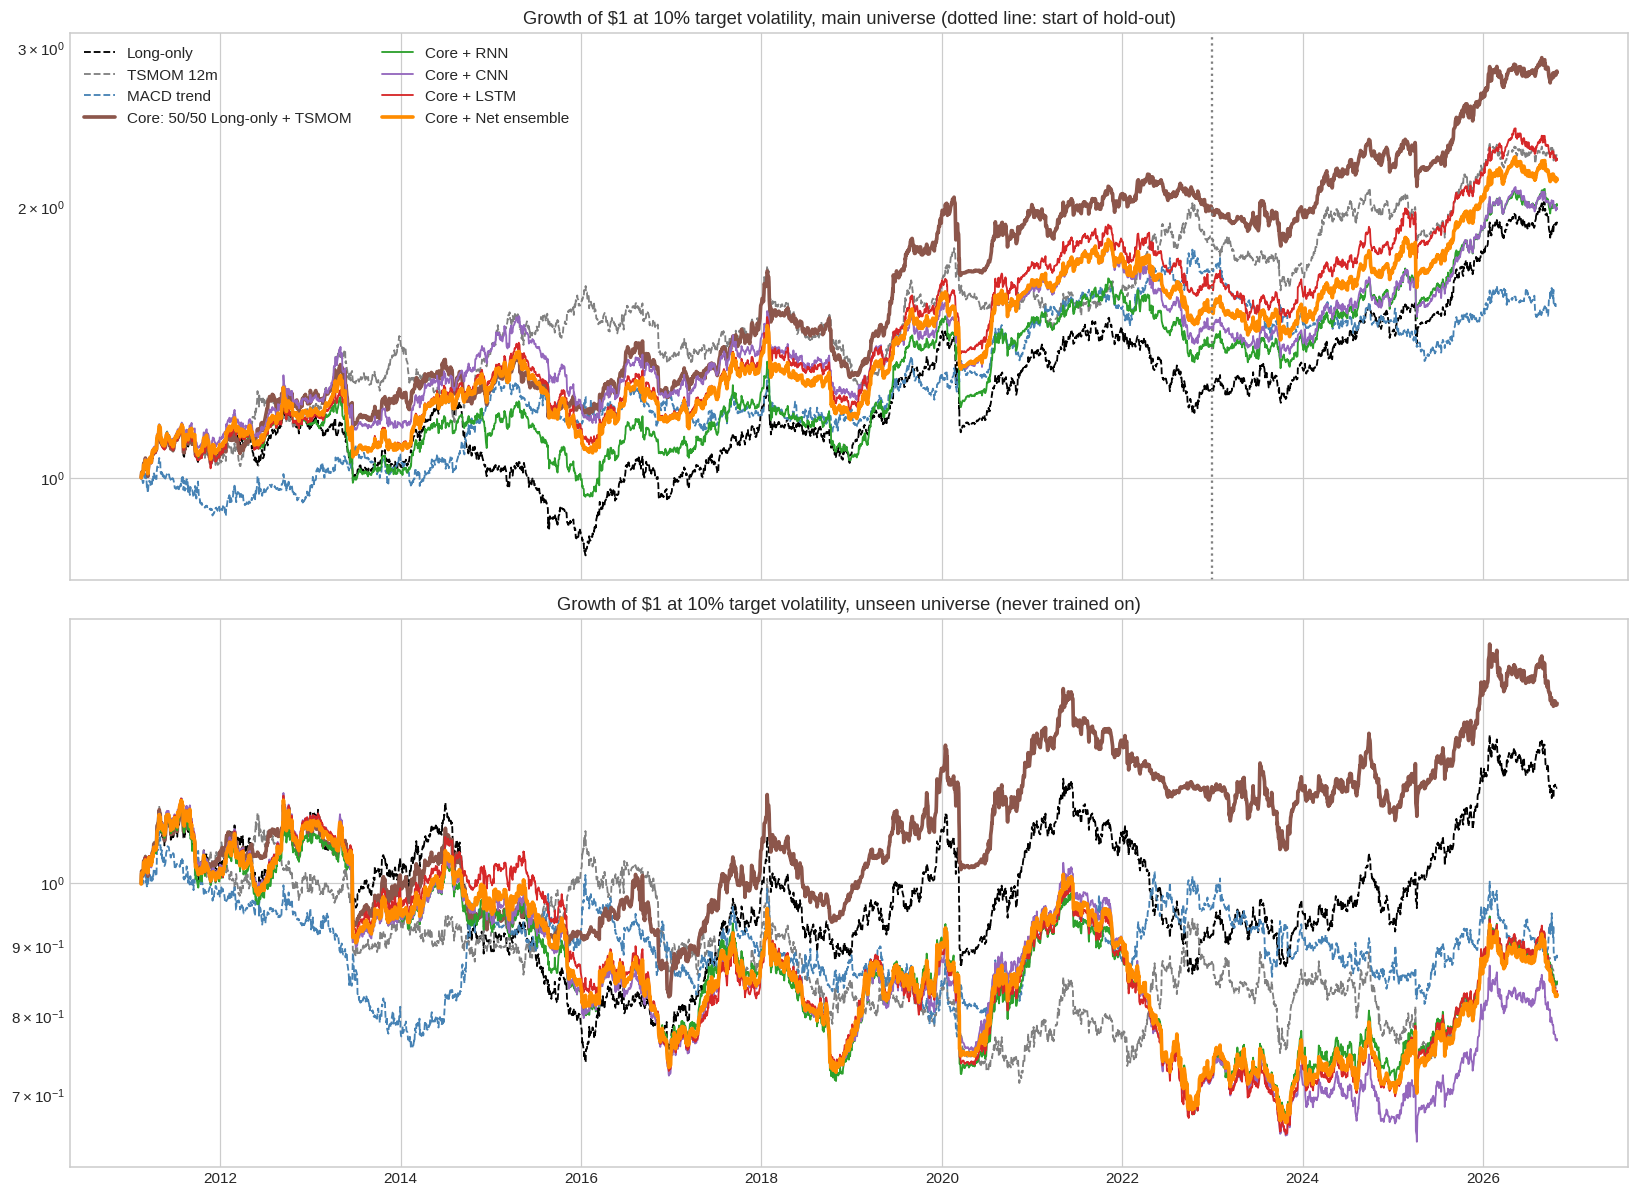 Growth of $1 at 10% target volatility, main universe (dotted line: start of hold-out)
3 × 10⁰
2 × 10⁰
10⁰
Long-only
TSMOM 12m
MACD trend
Core: 50/50 Long-only + TSMOM
Core + RNN
Core + CNN
Core + LSTM
Core + Net ensemble
Growth of $1 at 10% target volatility, unseen universe (never trained on)
10⁰
9 × 10⁻¹
8 × 10⁻¹
7 × 10⁻¹
2012 2014 2016 2018 2020 2022 2024 2026